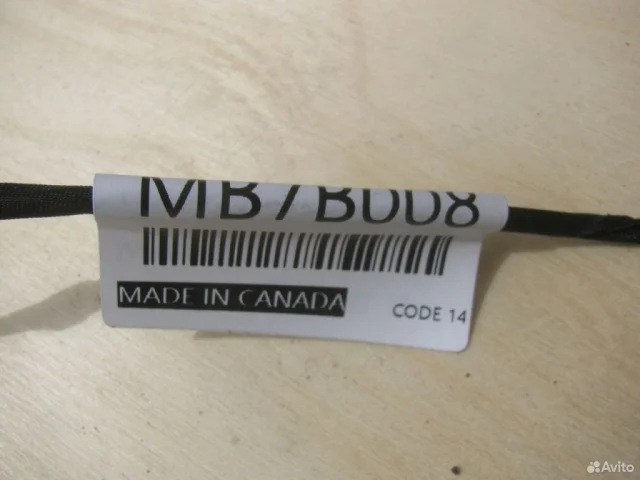 MB7B008
MADE IN CANADA
CODE 14
Avito